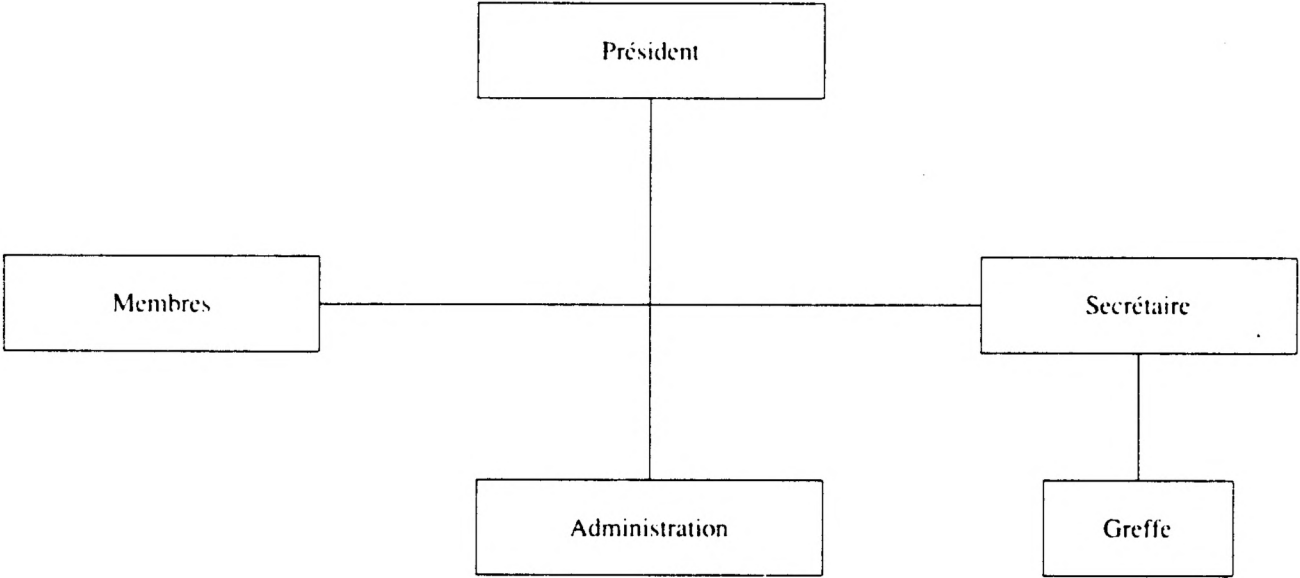 Président
Membres
Secrétaire
Administration
Greffe